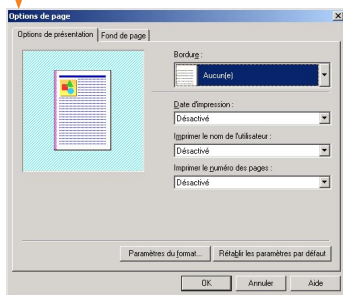 Options de page
Options de présentation
Fond de page
Bordure :
Aucun(e)
Date d'impression :
Désactivé
Imprimer le nom de l'utilisateur :
Désactivé
Imprimer le numéro des pages :
Désactivé
Paramètres du format...
Rétablir les paramètres par défaut
OK
Annuler
Aide